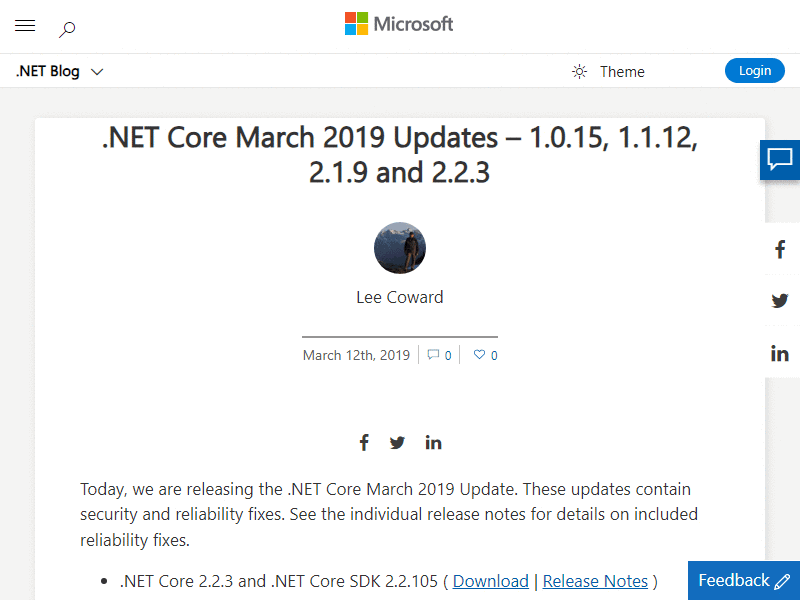 Microsoft
.NET Blog
Theme
Login
.NET Core March 2019 Updates – 1.0.15, 1.1.12,
2.1.9 and 2.2.3
Lee Coward
March 12th, 2019 0 0
Today, we are releasing the .NET Core March 2019 Update. These updates contain
security and reliability fixes. See the individual release notes for details on included
reliability fixes.
• .NET Core 2.2.3 and .NET Core SDK 2.2.105 ( Download | Release Notes )
Feedback